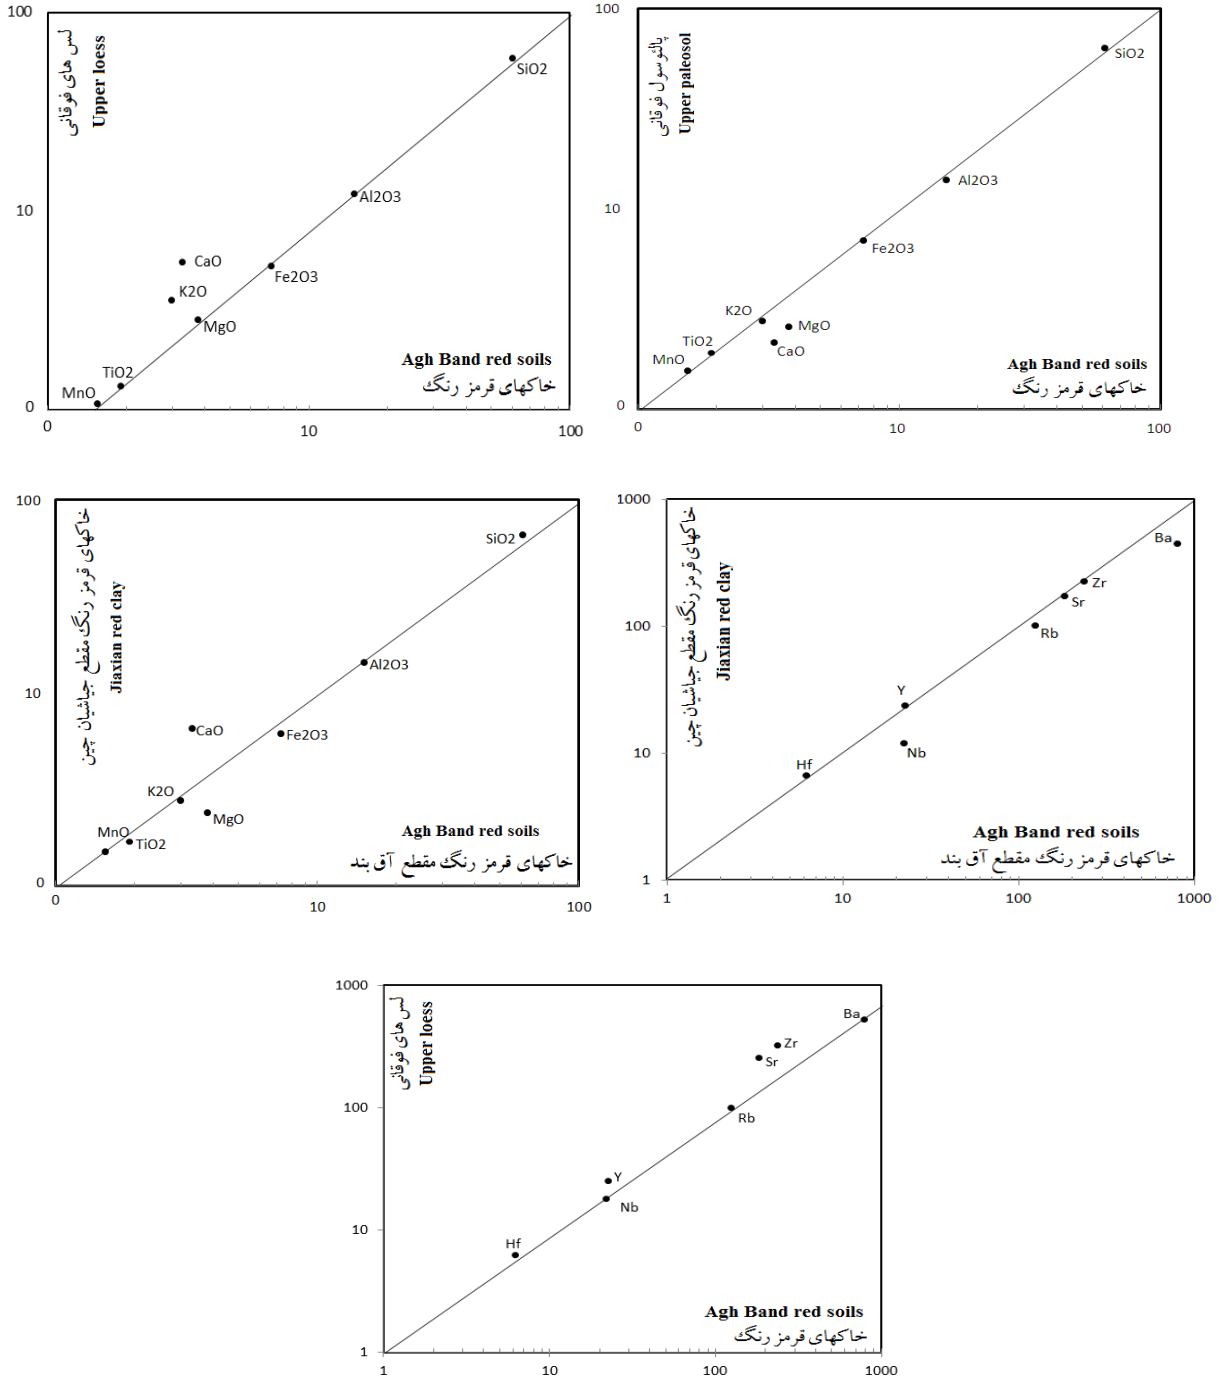 100
لس های فوقانی
Upper loess
SiO2
Al2O3
10
CaO
K2O
Fe2O3
MgO
TiO2
MnO
Agh Band red soils
خاکهای قرمز رنگ
0
0
10
100
100
پالئوسول فوقانی
Upper paleosol
SiO2
Al2O3
10
Fe2O3
K2O
MgO
TiO2
CaO
MnO
Agh Band red soils
خاکهای قرمز رنگ
0
0
10
100
100
خاکهای قرمز رنگ مقطع جیاشیان چین
Jiaxian red clay
SiO2
Al2O3
10
CaO
Fe2O3
K2O
MgO
MnO
TiO2
Agh Band red soils
خاکهای قرمز رنگ مقطع آق بند
0
0
10
100
1000
خاکهای قرمز رنگ مقطع جیاشیان چین
Jiaxian red clay
Ba
Zr
Sr
100
Rb
Y
10
Nb
Hf
Agh Band red soils
خاکهای قرمز رنگ مقطع آق بند
1
1
10
100
1000
1000
لس های فوقانی
Upper loess
Ba
Zr
Sr
100
Rb
Y
Nb
10
Hf
Agh Band red soils
خاکهای قرمز رنگ
1
1
10
100
1000